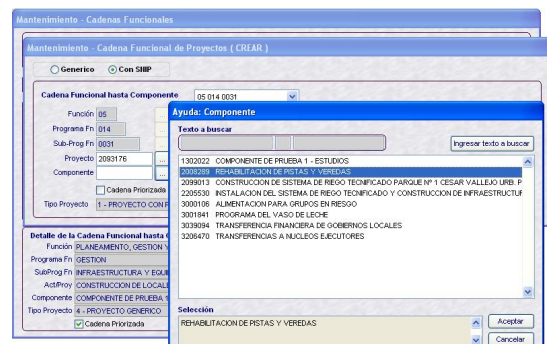 Mantenimiento - Cadenas Funcionales
Mantenimiento - Cadena Funcional de Proyectos ( CREAR )
Generico Con SNIP
Cadena Funcional hasta Componente 05 014 0031
Función 05
Programa Fn 014
Sub-Prog Fn 0031
Proyecto 2093176 ...
Componente ...
Cadena Priorizada
Tipo Proyecto 1 - PROYECTO CON
Detalle de la Cadena Funcional hasta
Función PLANEAMIENTO, GESTION Y
Programa Fn GESTION
SubProg Fn INFRAESTRUCTURA Y EQUI
Act/Proy CONSTRUCCION DE LOCAL
Componente COMPONENTE DE PRUEBA 1
Tipo Proyecto 4 - PROYECTO GENERICO
Cadena Priorizada
Ayuda: Componente
Texto a buscar
Ingresar texto a buscar
1302022 COMPONENTE DE PRUEBA 1 - ESTUDIOS
2008289 REHABILITACION DE PISTAS Y VEREDAS
2099013 CONSTRUCCION DE SISTEMA DE RIEGO TECNIFICADO PARQUE Nº 1 CESAR VALLEJO URB. P
2205530 INSTALACION DEL SISTEMA DE RIEGO TECNIFICADO Y CONSTRUCCION DE INFRAESTRUCTUR
3000106 ALIMENTACION PARA GRUPOS EN RIESGO
3001841 PROGRAMA DEL VASO DE LECHE
3039094 TRANSFERENCIA FINANCIERA DE GOBIERNOS LOCALES
3206470 TRANSFERENCIAS A NUCLEOS EJECUTORES
Selección
REHABILITACION DE PISTAS Y VEREDAS
Aceptar
Cancelar